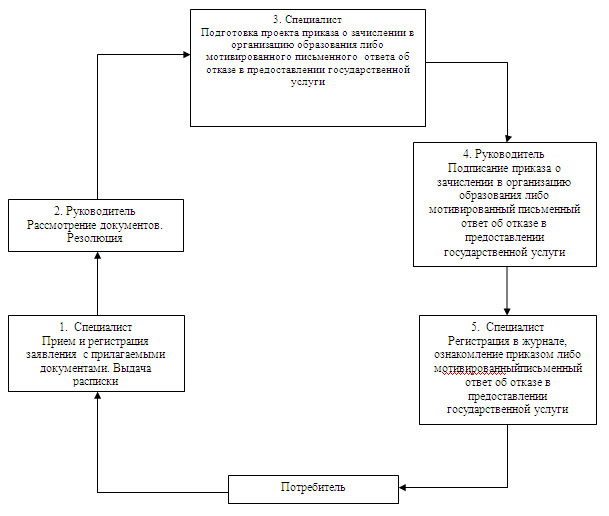 3. Специалист
Подготовка проекта приказа о зачислении в
организацию образования либо
мотивированного письменного ответа об
отказе в предоставлении государственной
услуги
4. Руководитель
Подписание приказа о
зачислении в организацию
образования либо
мотивированный письменный
ответ об отказе в
предоставлении
государственной услуги
2. Руководитель
Рассмотрение документов.
Резолюция
1. Специалист
Прием и регистрация
заявления с прилагаемыми
документами. Выдача
расписки
5. Специалист
Регистрация в журнале,
ознакомление приказом либо
мотивированныйписьменный
ответ об отказе в
предоставлении
государственной услуги
Потребитель